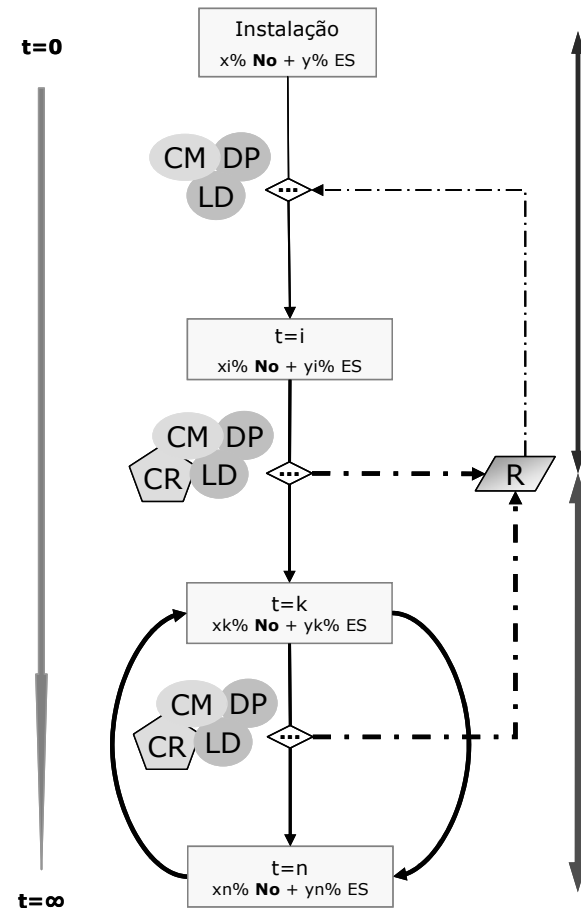 t=0
Instalação
x% No + y% ES
CM DP
LD
...
t=i
xi% No + yi% ES
CM DP
CR LD
...
R
t=k
xk% No + yk% ES
CM DP
CR LD
...
t=n
xn% No + yn% ES
t=∞